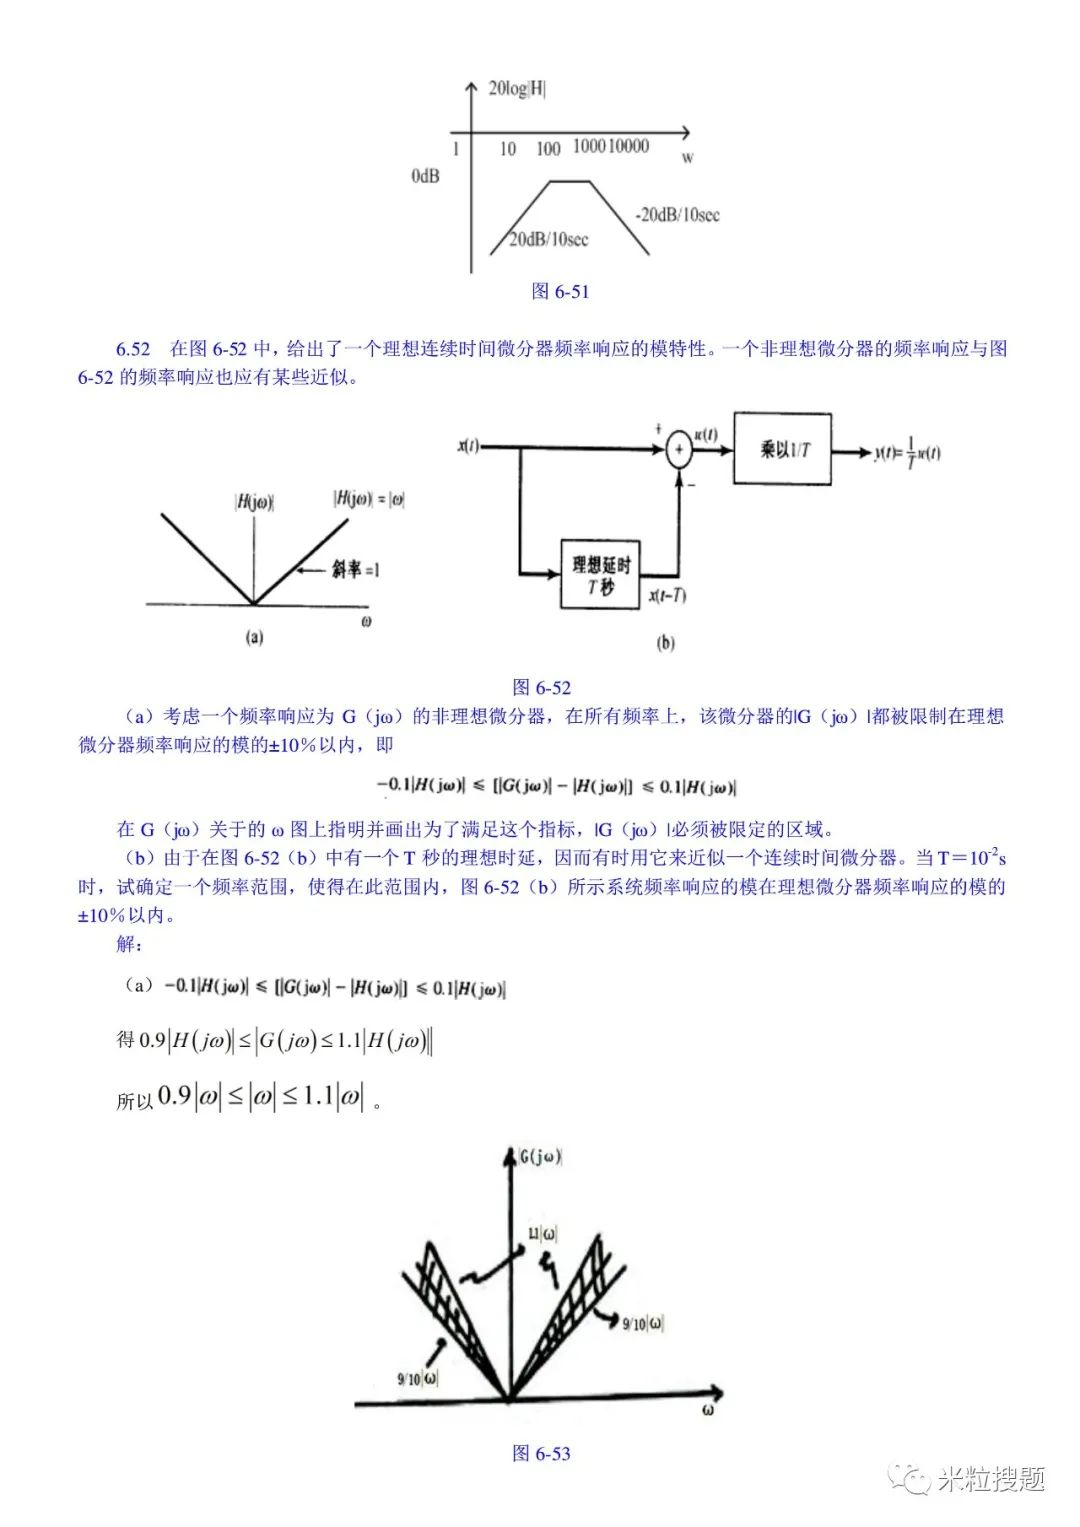 20log|H|
1 10 100 1000 10000
w
0dB
-20dB/10sec
20dB/10sec
图 6-51
6.52 在图 6-52 中，给出了一个理想连续时间微分器频率响应的模特性。一个非理想微分器的频率响应与图
6-52 的频率响应也应有某些近似。
|H(jω)|
|H(jω)| = |ω|
斜率=1
ω
(a)
x(t)
+
+
w(t)
乘以1/T
y(t)=1/T w(t)
−
理想延时
T 秒
x(t−T)
(b)
图 6-52
（a）考虑一个频率响应为 G（jω）的非理想微分器，在所有频率上，该微分器的|G（jω）|都被限制在理想
微分器频率响应的模的±10％以内，即
−0.1|H(jω)| ≤ [|G(jω)| − |H(jω)|] ≤ 0.1|H(jω)|
在 G（jω）关于的 ω 图上指明并画出为了满足这个指标，|G（jω）|必须被限定的区域。
（b）由于在图 6-52（b）中有一个 T 秒的理想时延，因而有时用它来近似一个连续时间微分器。当 T＝10⁻²s
时，试确定一个频率范围，使得在此范围内，图 6-52（b）所示系统频率响应的模在理想微分器频率响应的模的
±10％以内。
解：
（a）−0.1|H(jω)| ≤ [|G(jω)| − |H(jω)|] ≤ 0.1|H(jω)|
得 0.9|H(jω)| ≤ |G(jω) ≤ 1.1|H(jω)||
所以 0.9|ω| ≤ |ω| ≤ 1.1|ω| 。
|G(jω)|
1.1|ω|
9/10|ω|
9/10|ω|
ω
图 6-53
米粒搜题